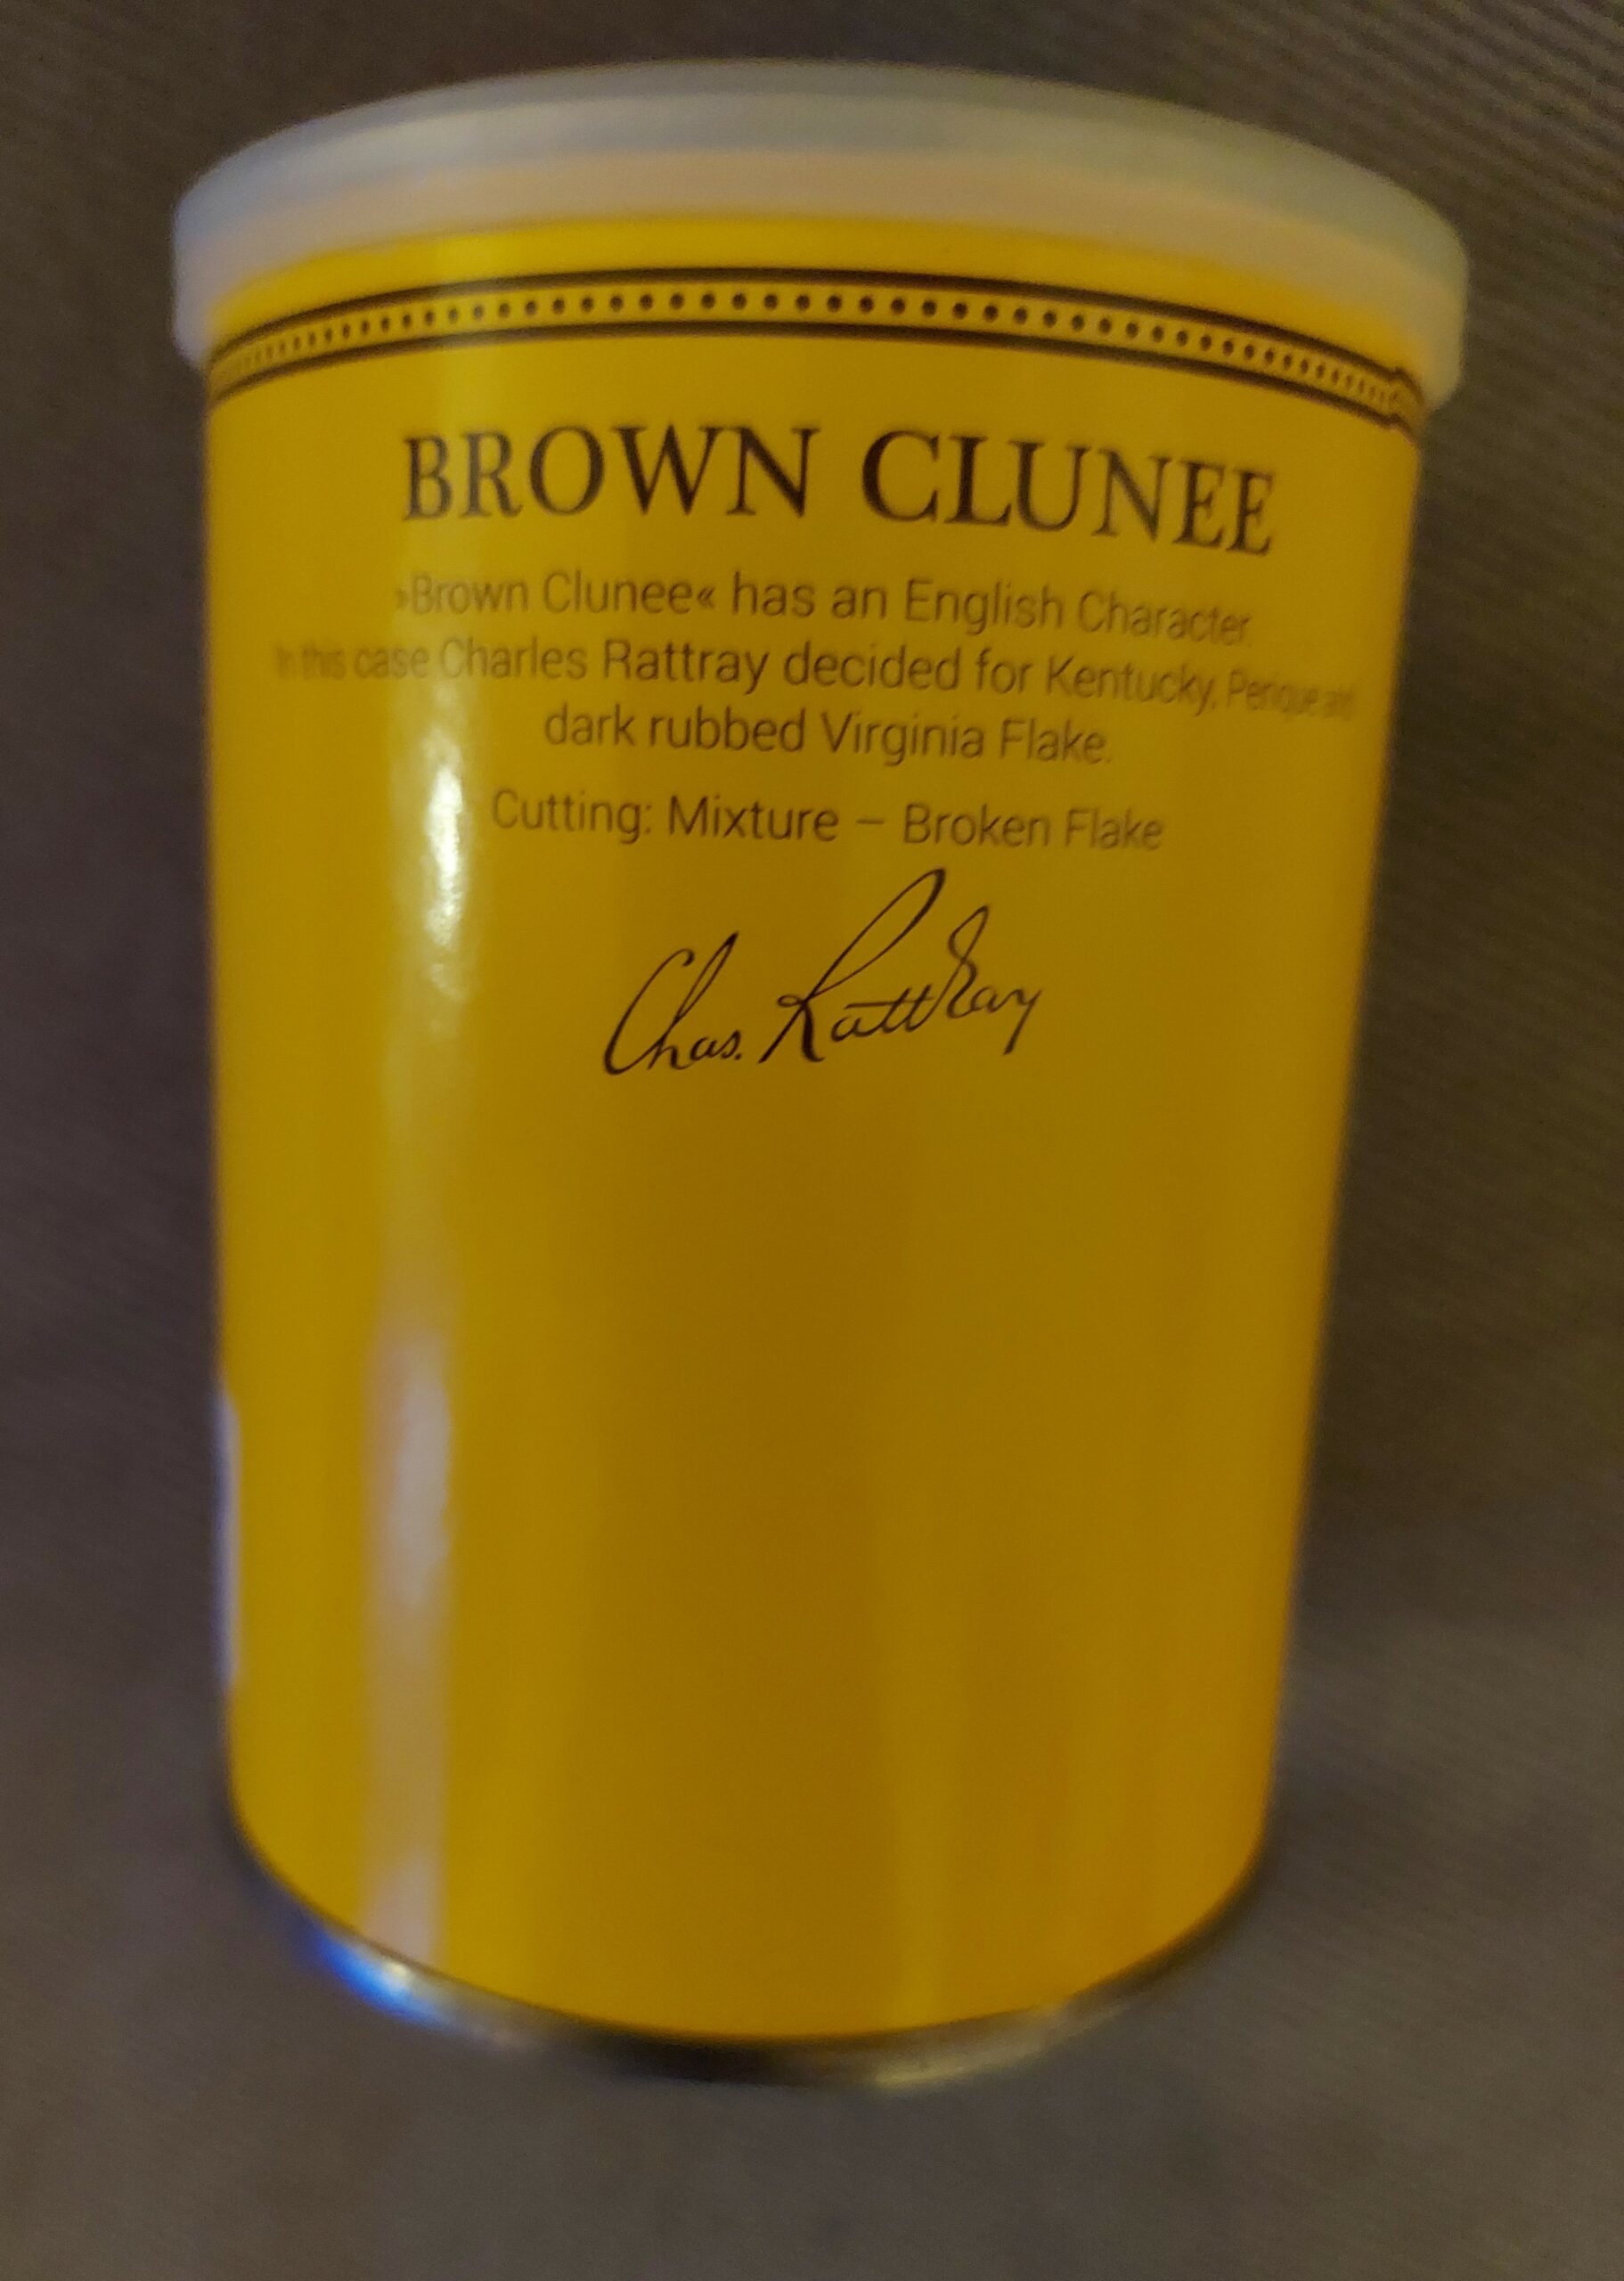 BROWN CLUNEE
»Brown Clunee« has an English Character.
In this case Charles Rattray decided for Kentucky, Perique and
dark rubbed Virginia Flake.
Cutting: Mixture – Broken Flake
Chas. Rattray